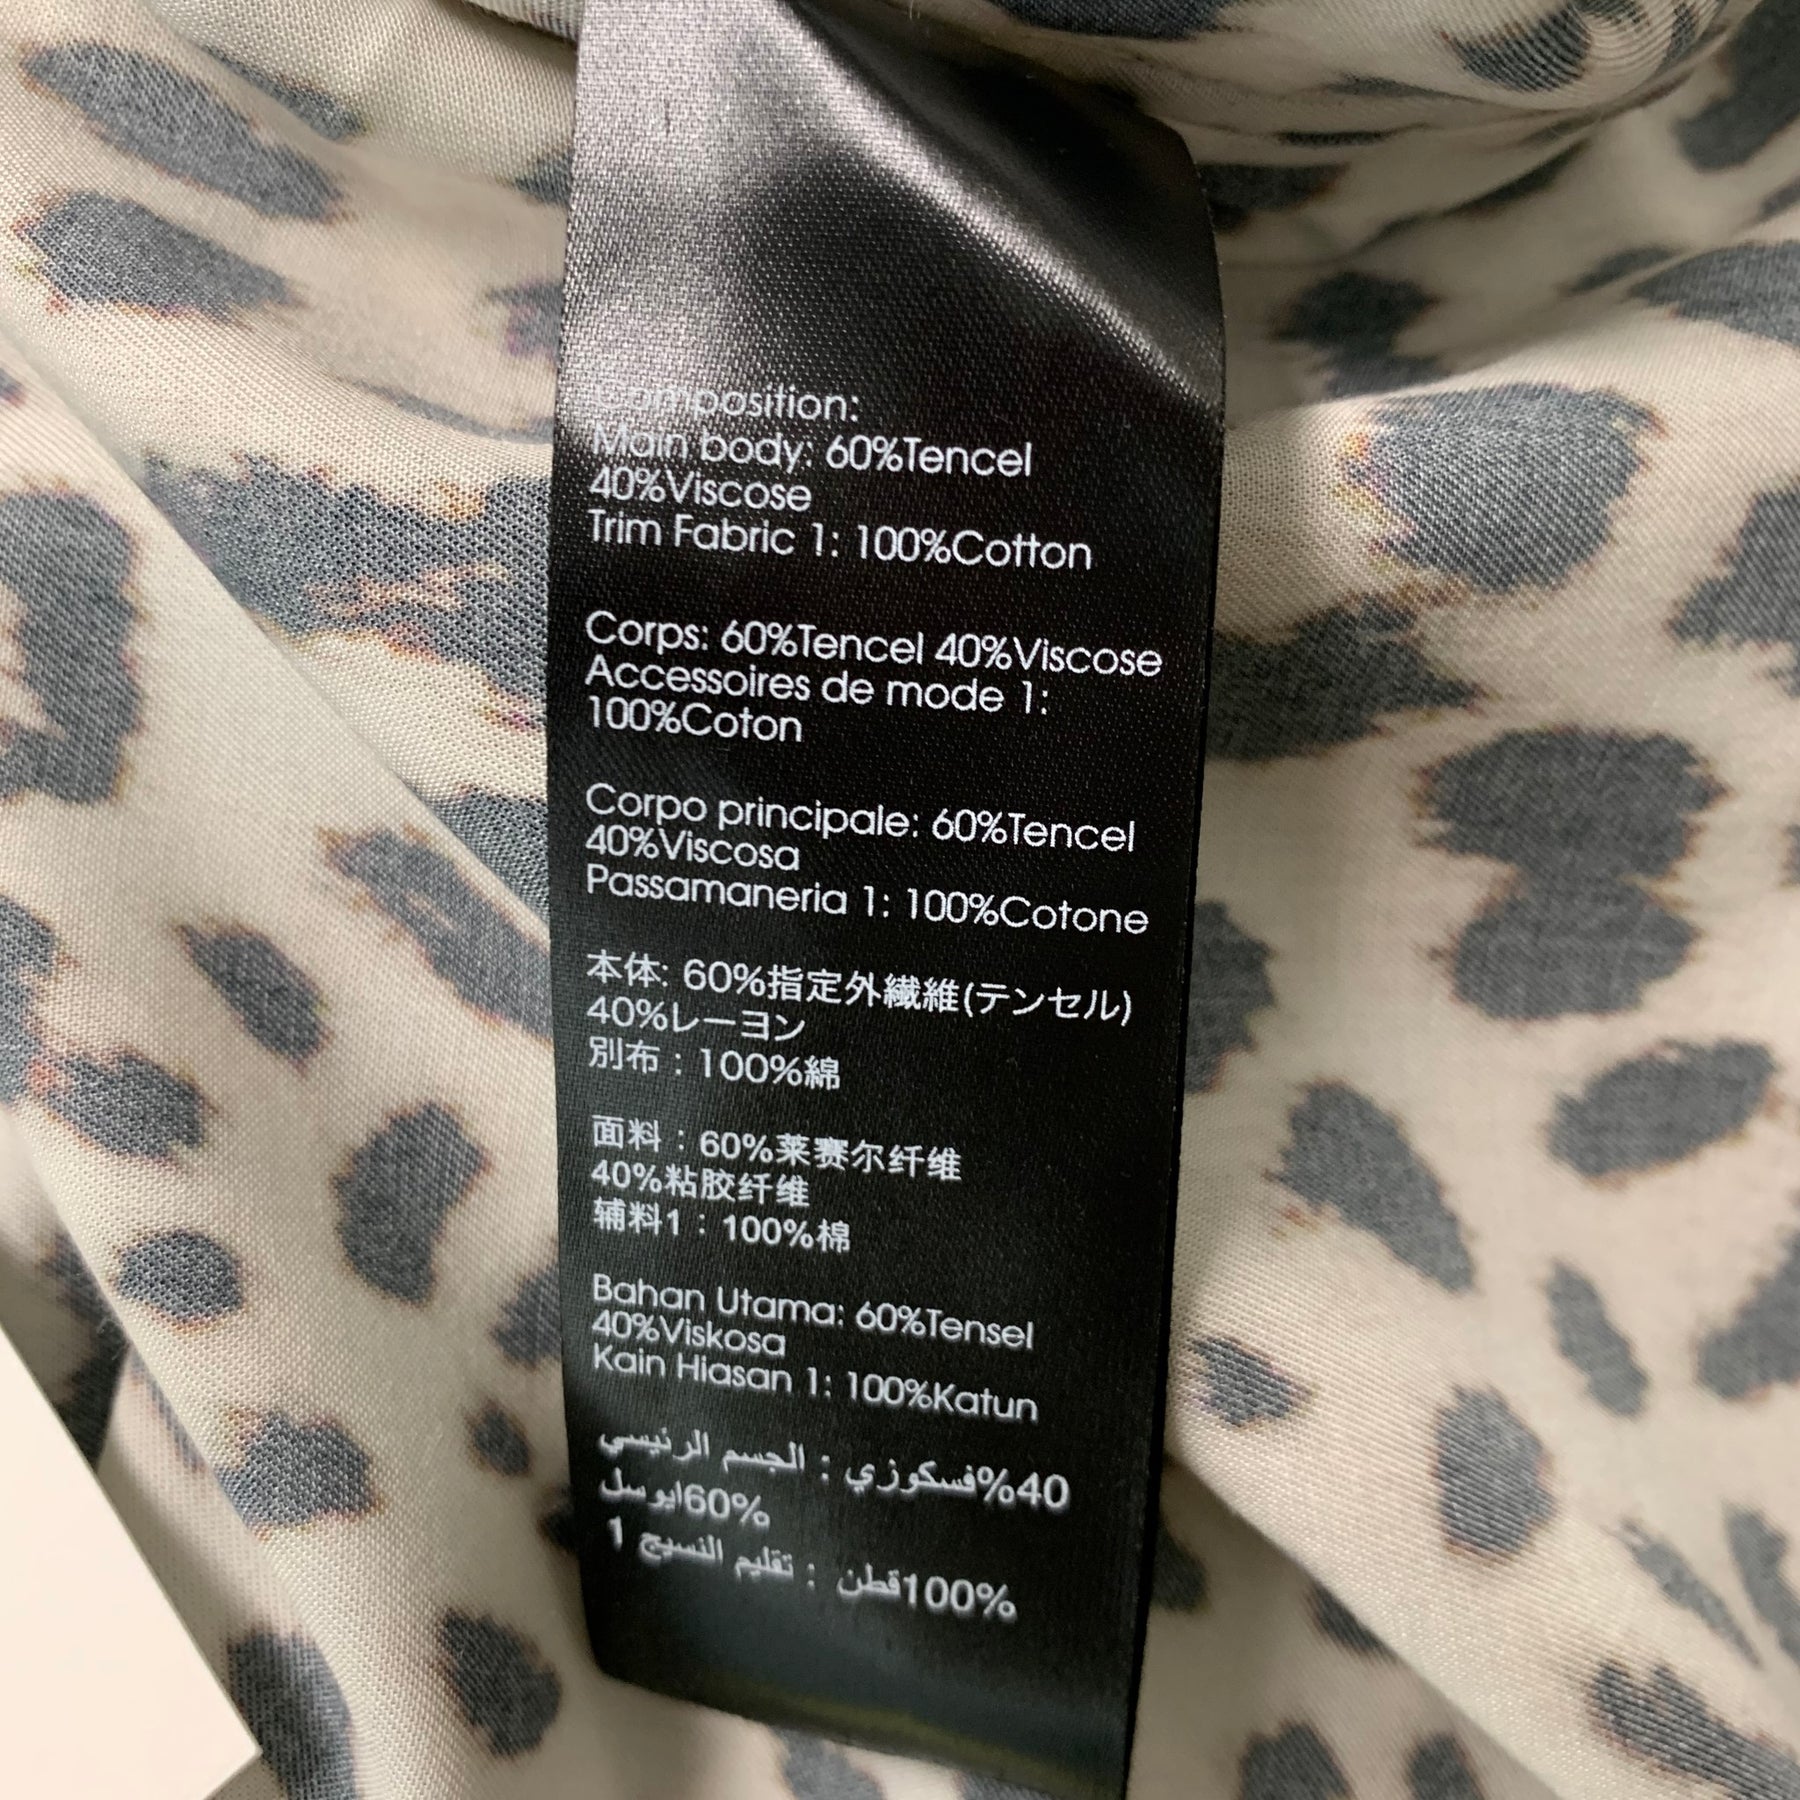 Composition:
Main body: 60%Tencel
40%Viscose
Trim Fabric 1: 100%Cotton
Corps: 60%Tencel 40%Viscose
Accessoires de mode 1:
100%Coton
Corpo principale: 60%Tencel
40%Viscosa
Passamaneria 1: 100%Cotone
本体: 60%指定外繊維(テンセル)
40%レーヨン
別布：100%綿
面料：60%莱赛尔纤维
40%粘胶纤维
辅料1：100%棉
Bahan Utama: 60%Tensel
40%Viskosa
Kain Hiasan 1: 100%Katun
الجسم الرئيسي : فسكوزي%40
ايوسل60%
تقليم النسيج 1 : قطن100%